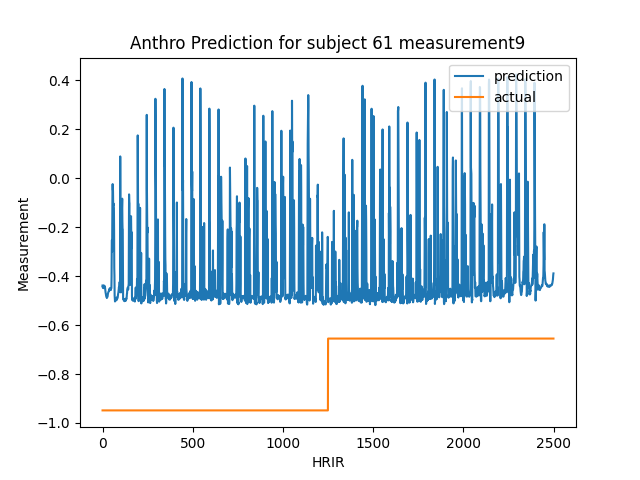 Anthro Prediction for subject 61 measurement9
prediction
actual
0.4
0.2
0.0
−0.2
−0.4
−0.6
−0.8
−1.0
Measurement
0 500 1000 1500 2000 2500
HRIR